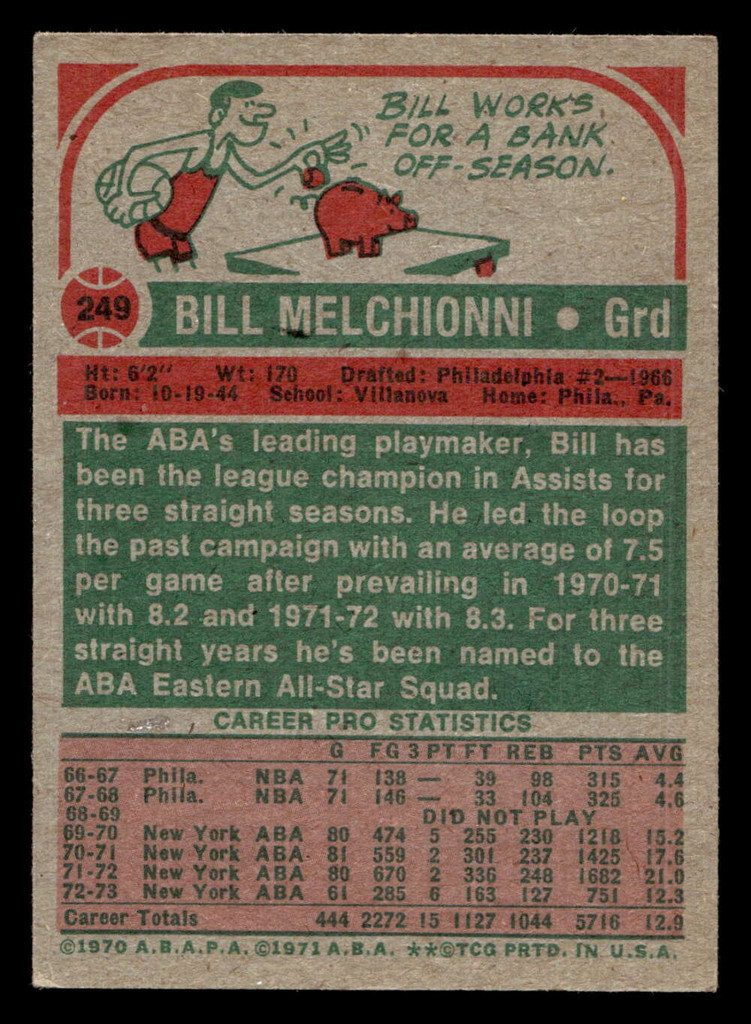 BILL WORKS
FOR A BANK
OFF-SEASON.
249
BILL MELCHIONNI • Grd
Ht: 6'2" Wt: 170 Drafted: Philadelphia #2—1966
Born: 10-19-44 School: Villanova Home: Phila., Pa.
The ABA's leading playmaker, Bill has
been the league champion in Assists for
three straight seasons. He led the loop
the past campaign with an average of 7.5
per game after prevailing in 1970-71
with 8.2 and 1971-72 with 8.3. For three
straight years he's been named to the
ABA Eastern All-Star Squad.
CAREER PRO STATISTICS
G FG 3 PT FT REB PTS AVG
66-67 Phila. NBA 71 138 — 39 98 315 4.4
67-68 Phila. NBA 71 146 — 33 104 325 4.6
68-69 DID NOT PLAY
69-70 New York ABA 80 474 5 255 230 1218 15.2
70-71 New York ABA 81 559 2 301 237 1425 17.6
71-72 New York ABA 80 670 2 336 248 1682 21.0
72-73 New York ABA 61 285 6 163 127 751 12.3
Career Totals 444 2272 15 1127 1044 5716 12.9
©1970 A.B.A.P.A. ©1971 A.B.A. **©TCG PRTD. IN U.S.A.